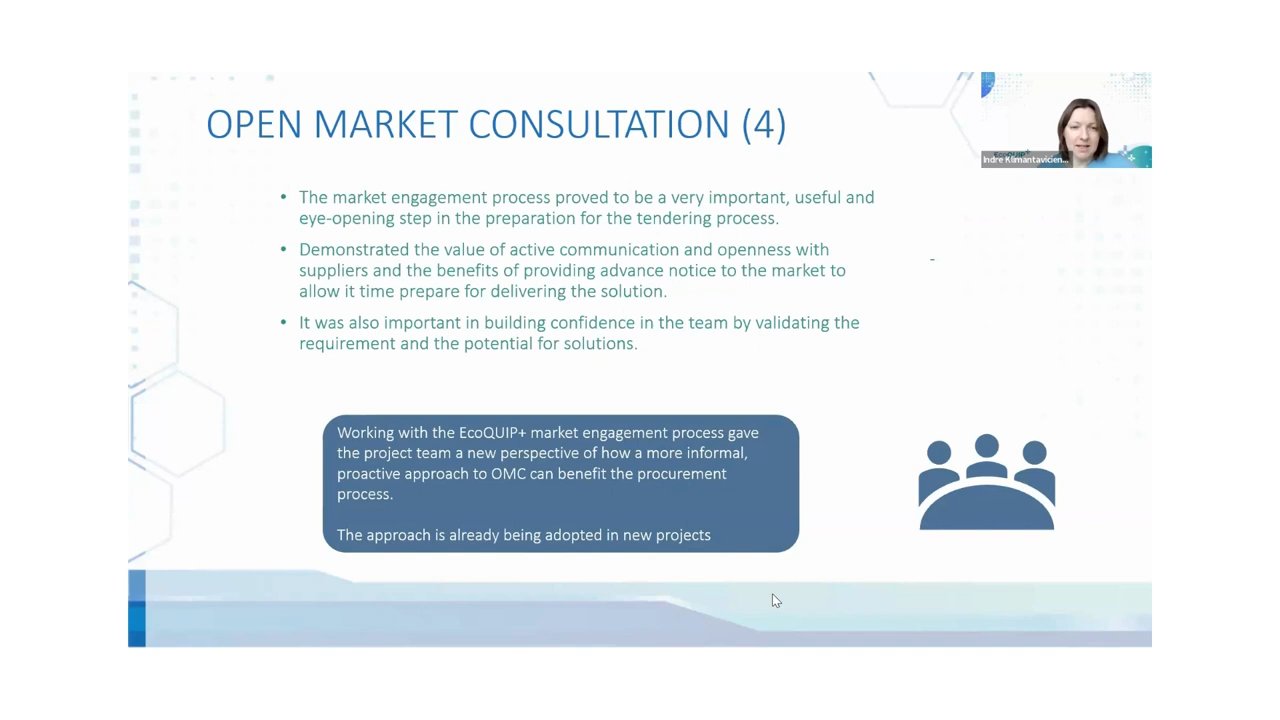 OPEN MARKET CONSULTATION (4)
Indre Klimantavicien...
• The market engagement process proved to be a very important, useful and
eye-opening step in the preparation for the tendering process.
• Demonstrated the value of active communication and openness with
suppliers and the benefits of providing advance notice to the market to
allow it time prepare for delivering the solution.
• It was also important in building confidence in the team by validating the
requirement and the potential for solutions.
-
Working with the EcoQUIP+ market engagement process gave
the project team a new perspective of how a more informal,
proactive approach to OMC can benefit the procurement
process.
The approach is already being adopted in new projects